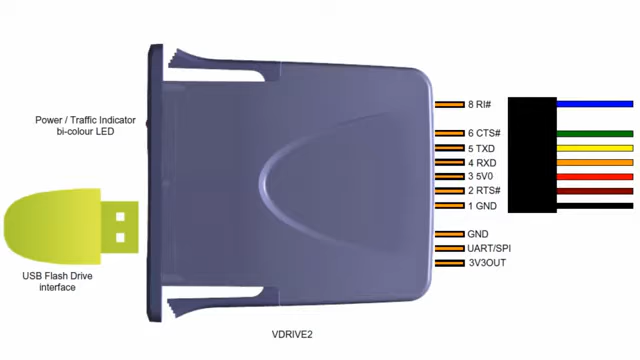 Power / Traffic Indicator
bi-colour LED
USB Flash Drive
interface
8 RI#
6 CTS#
5 TXD
4 RXD
3 5V0
2 RTS#
1 GND
GND
UART/SPI
3V3OUT
VDRIVE2